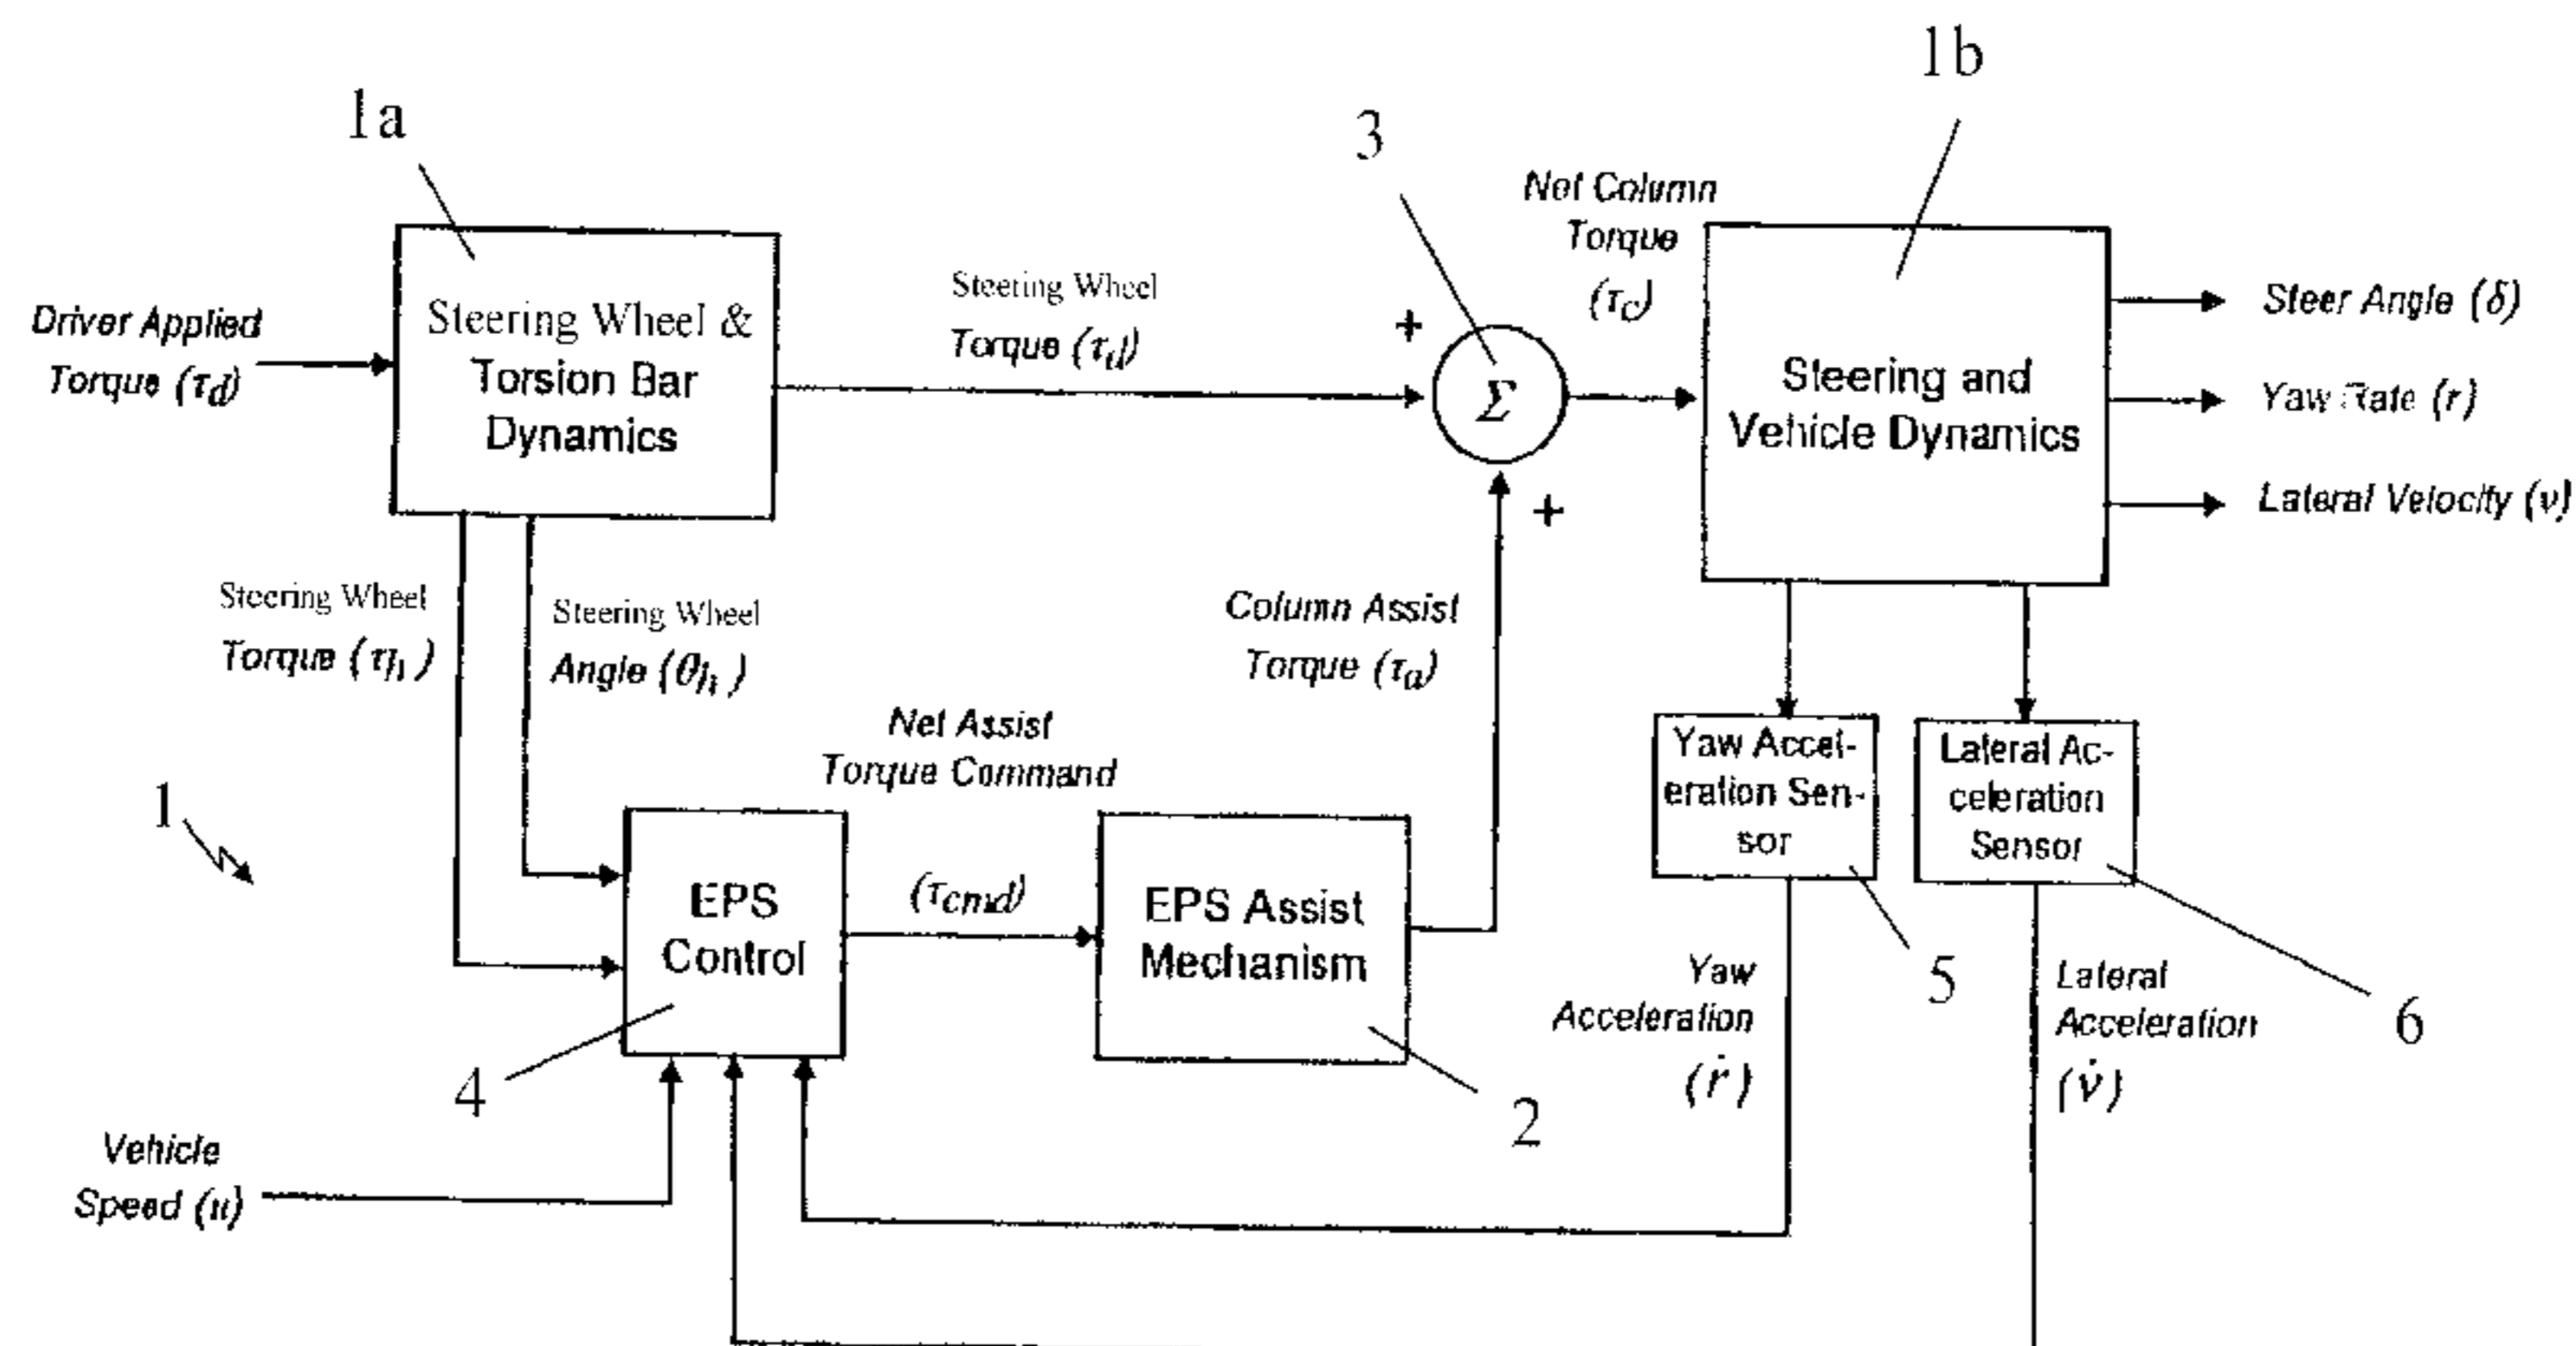 1b
1a
3
Net Column
Torque
(τc)
Steering Wheel
Torque (τd)
Driver Applied
Torque (τd)
Steering Wheel &
Torsion Bar
Dynamics
+
Σ
+
Steering and
Vehicle Dynamics
Steer Angle (δ)
Yaw Rate (r)
Lateral Velocity (v)
Steering Wheel
Torque (τh)
Steering Wheel
Angle (θh)
Column Assist
Torque (τa)
Net Assist
Torque Command
(τcmd)
1
EPS
Control
EPS Assist
Mechanism
Yaw Accel-
eration Sen-
sor
Lateral Ac-
celeration
Sensor
5
6
Yaw
Acceleration
(ṙ)
Lateral
Acceleration
(v̇)
4
2
Vehicle
Speed (u)